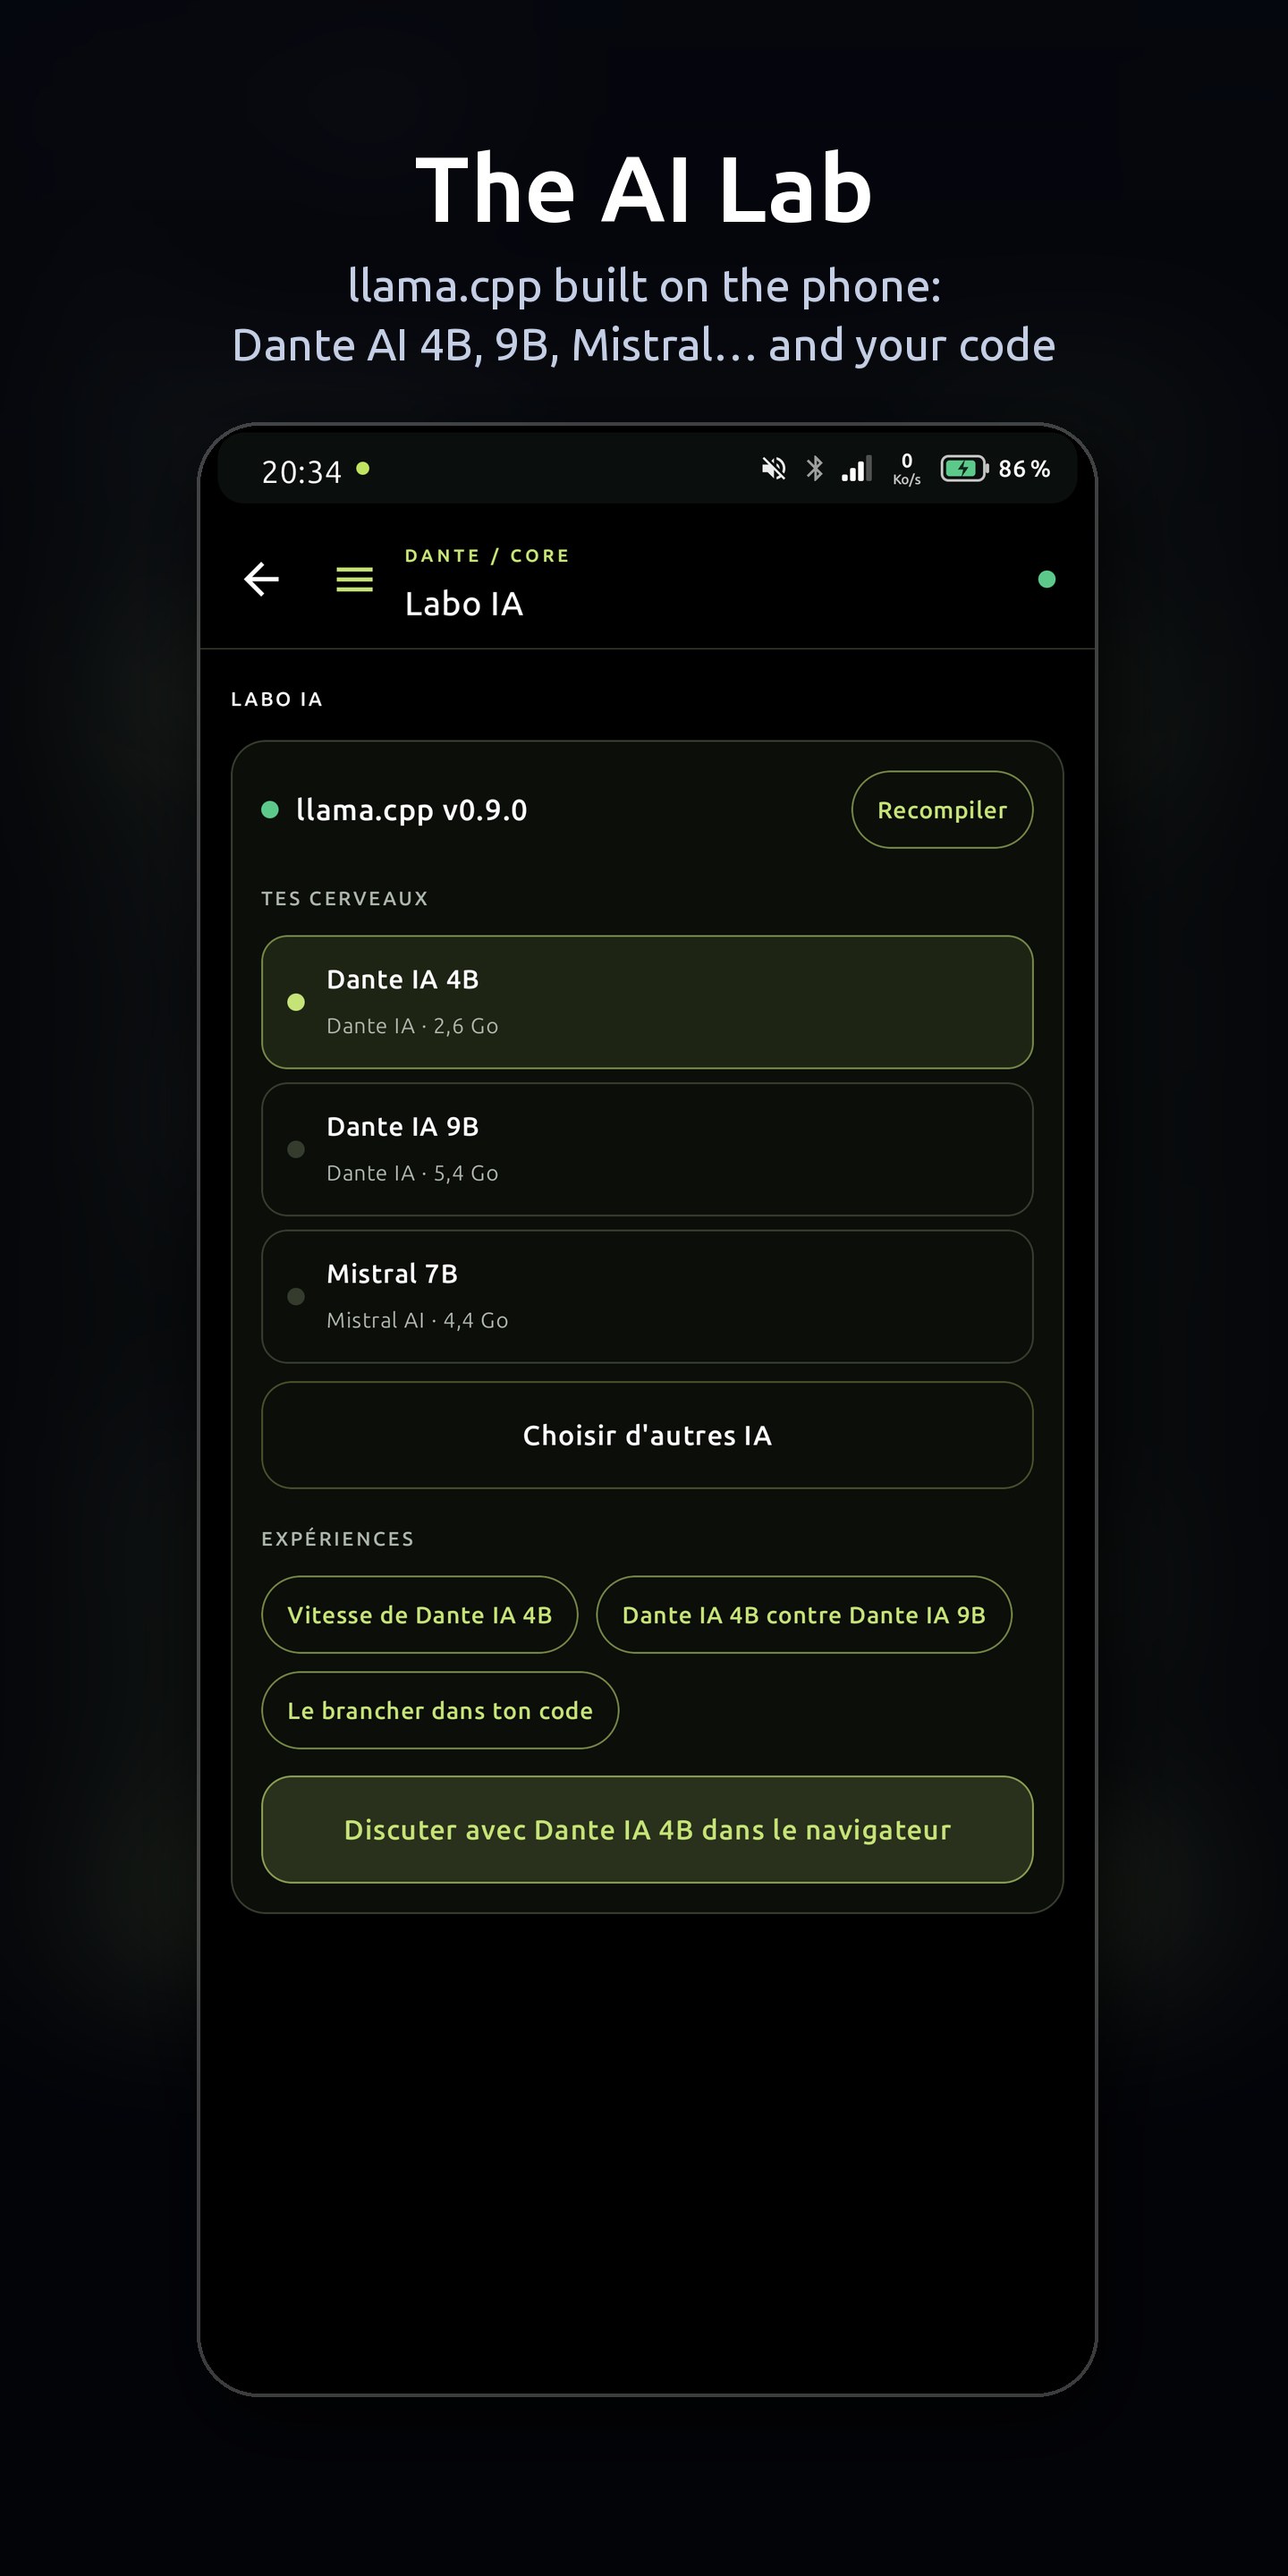 The AI Lab
llama.cpp built on the phone:
Dante AI 4B, 9B, Mistral… and your code
20:34
0
Ko/s
86 %
DANTE / CORE
Labo IA
LABO IA
llama.cpp v0.9.0
Recompiler
TES CERVEAUX
Dante IA 4B
Dante IA · 2,6 Go
Dante IA 9B
Dante IA · 5,4 Go
Mistral 7B
Mistral AI · 4,4 Go
Choisir d'autres IA
EXPÉRIENCES
Vitesse de Dante IA 4B
Dante IA 4B contre Dante IA 9B
Le brancher dans ton code
Discuter avec Dante IA 4B dans le navigateur